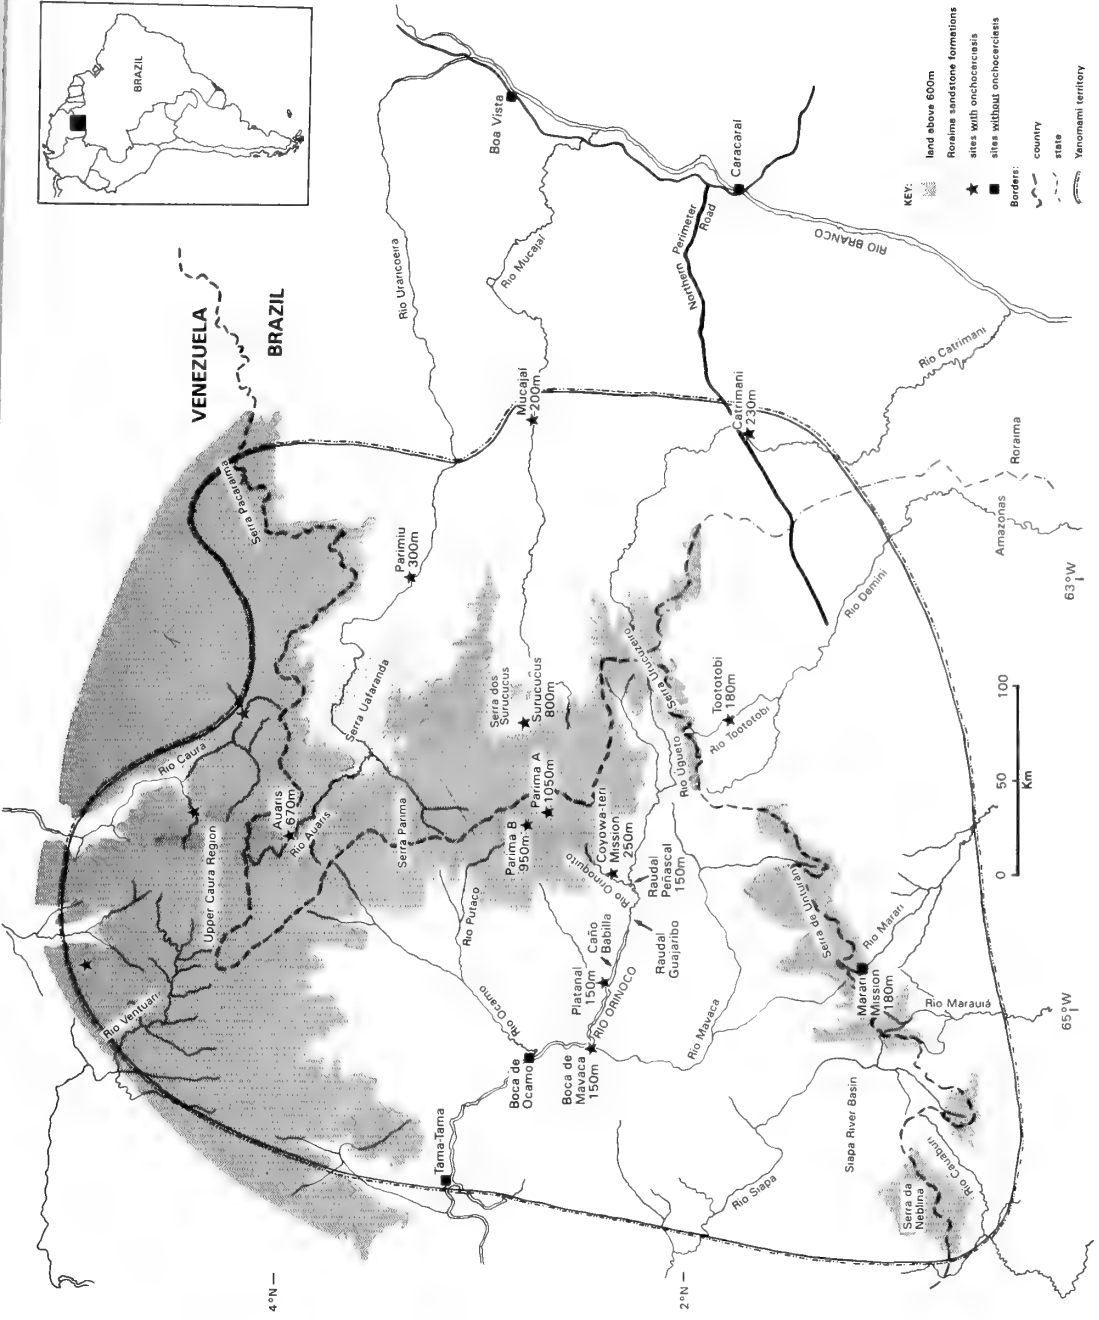 BRAZIL
VENEZUELA
BRAZIL
Boa Vista
Caracaral
Rio Uraricoeira
Rio Mucajaí
Northern Perimeter
Road
RIO BRANCO
Rio Catrimani
KEY:
land above 600m
Roraima sandstone formations
sites with onchocerciasis
sites without onchocerciasis
Borders:
country
state
Yanomami territory
Serra Pacaraima
Mucajaí
200m
Catrimani
230m
Parimiu
300m
Roraima
Amazonas
63°W
Rio Demini
Serra Uafaranda
Serra dos
Surucucus
Surucucus
800m
Serra Urucuzeiro
Toototobi
180m
Rio Toototobi
Rio Ugueto
Rio Caura
Auaris
670m
Rio Auaris
Upper Caura Region
Serra Parima
Parima A
1050m
Parima B
950m
Coyowa-teri
Mission
250m
Rio Orinoquito
Raudal
Peñascal
150m
Raudal
Guajaribo
Caño
Babilla
Platanal
150m
RIO ORINOCO
Rio Putaco
Rio Ocamo
Rio Ventuari
Boca de
Ocamo
Boca de
Mavaca
150m
Rio Mavaca
Serra de Unturán
Rio Marari
Marari
Mission
180m
Rio Marauiá
65°W
0 50 100
Km
Tama-Tama
Siapa River Basin
Rio Siapa
Rio Cauaburi
Serra da
Neblina
4°N
2°N